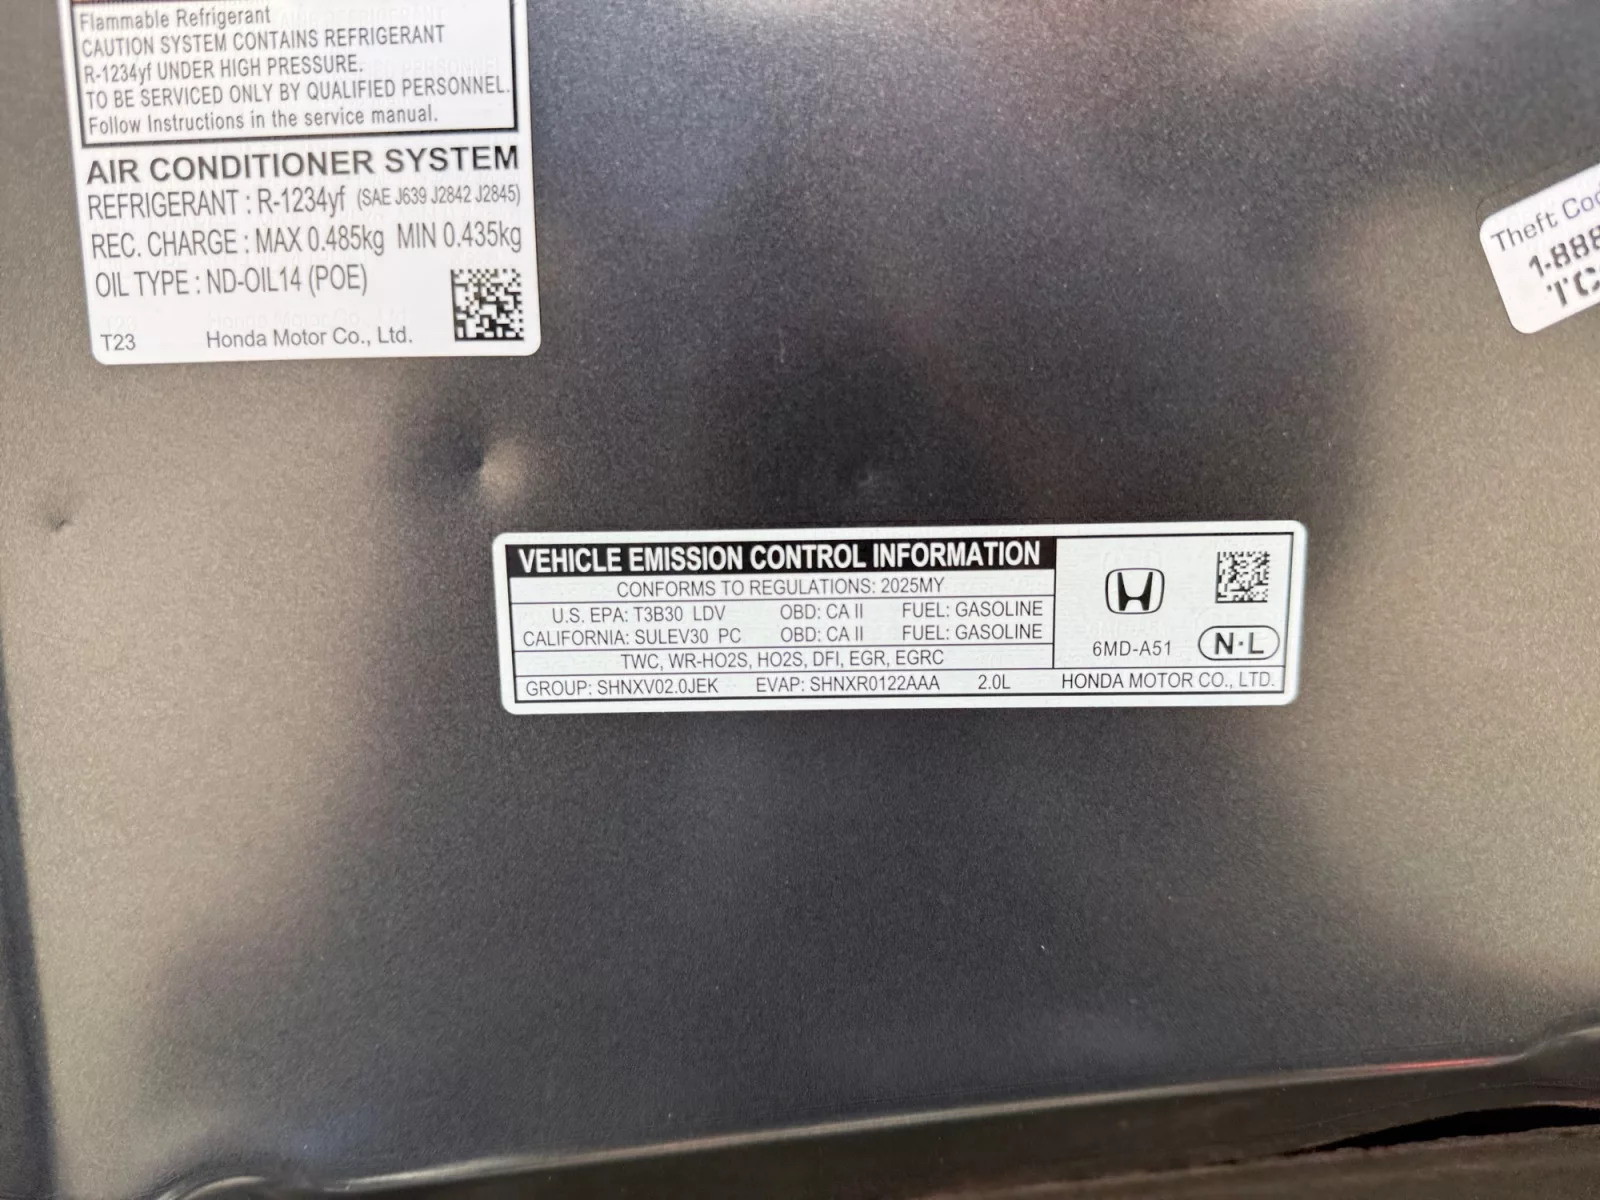 Flammable Refrigerant
CAUTION SYSTEM CONTAINS REFRIGERANT
R-1234yf UNDER HIGH PRESSURE.
TO BE SERVICED ONLY BY QUALIFIED PERSONNEL.
Follow Instructions in the service manual.
AIR CONDITIONER SYSTEM
REFRIGERANT : R-1234yf (SAE J639 J2842 J2845)
REC. CHARGE : MAX 0.485kg MIN 0.435kg
OIL TYPE : ND-OIL14 (POE)
T23 Honda Motor Co., Ltd.
Theft
1-888
VEHICLE EMISSION CONTROL INFORMATION
CONFORMS TO REGULATIONS: 2025MY
U.S. EPA: T3B30 LDV OBD: CA II FUEL: GASOLINE
CALIFORNIA: SULEV30 PC OBD: CA II FUEL: GASOLINE
TWC, WR-HO2S, HO2S, DFI, EGR, EGRC
GROUP: SHNXV02.0JEK EVAP: SHNXR0122AAA 2.0L
6MD-A51 N·L
HONDA MOTOR CO., LTD.